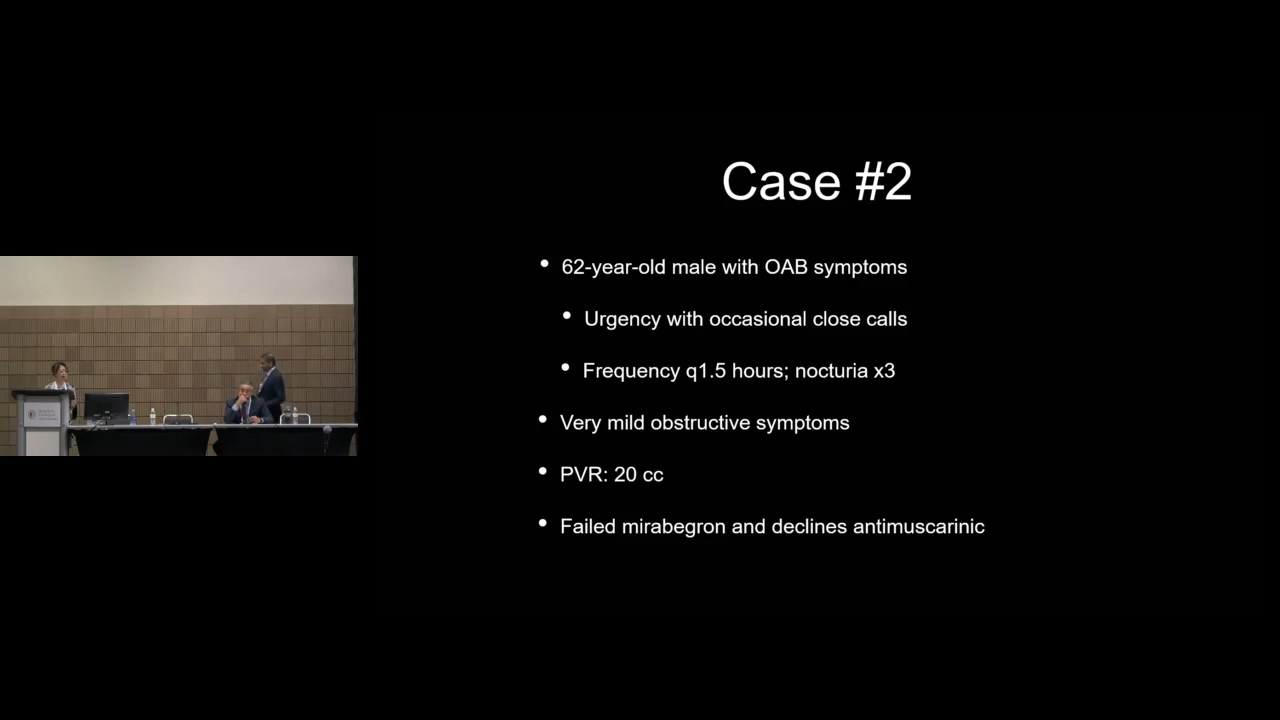 Case #2
• 62-year-old male with OAB symptoms
• Urgency with occasional close calls
• Frequency q1.5 hours; nocturia x3
• Very mild obstructive symptoms
• PVR: 20 cc
• Failed mirabegron and declines antimuscarinic